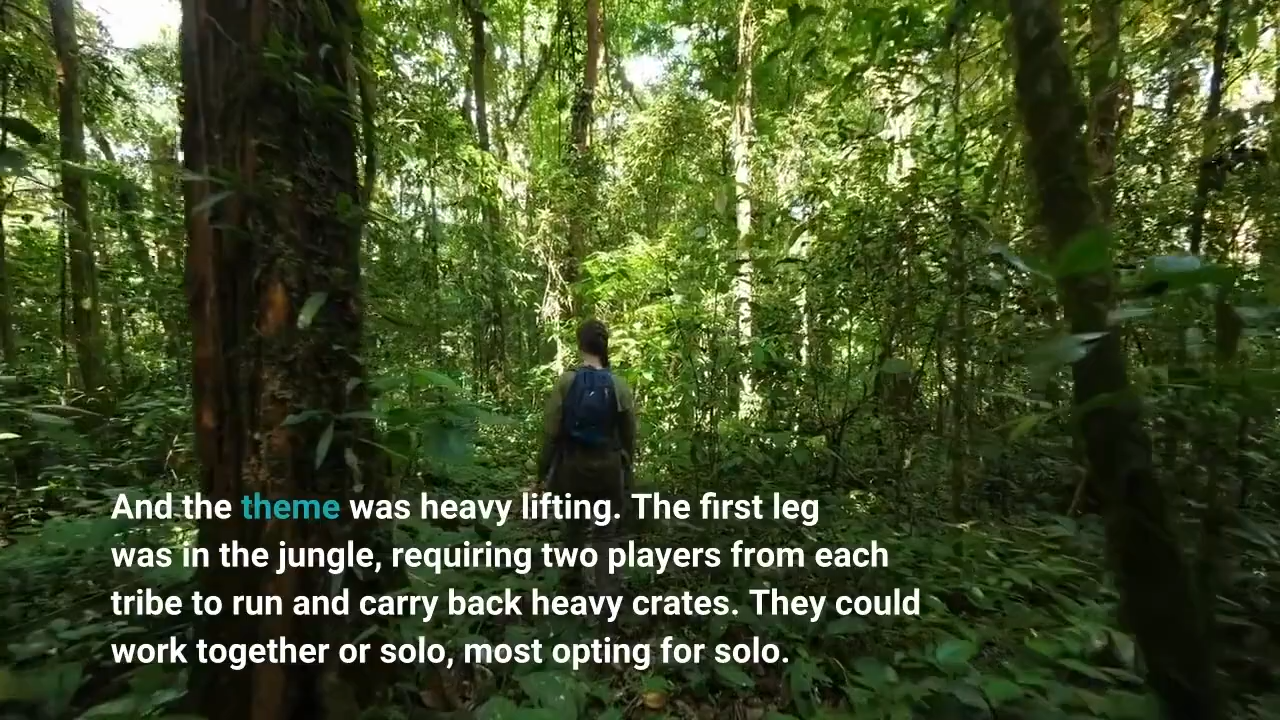 And the theme was heavy lifting. The first leg
was in the jungle, requiring two players from each
tribe to run and carry back heavy crates. They could
work together or solo, most opting for solo.